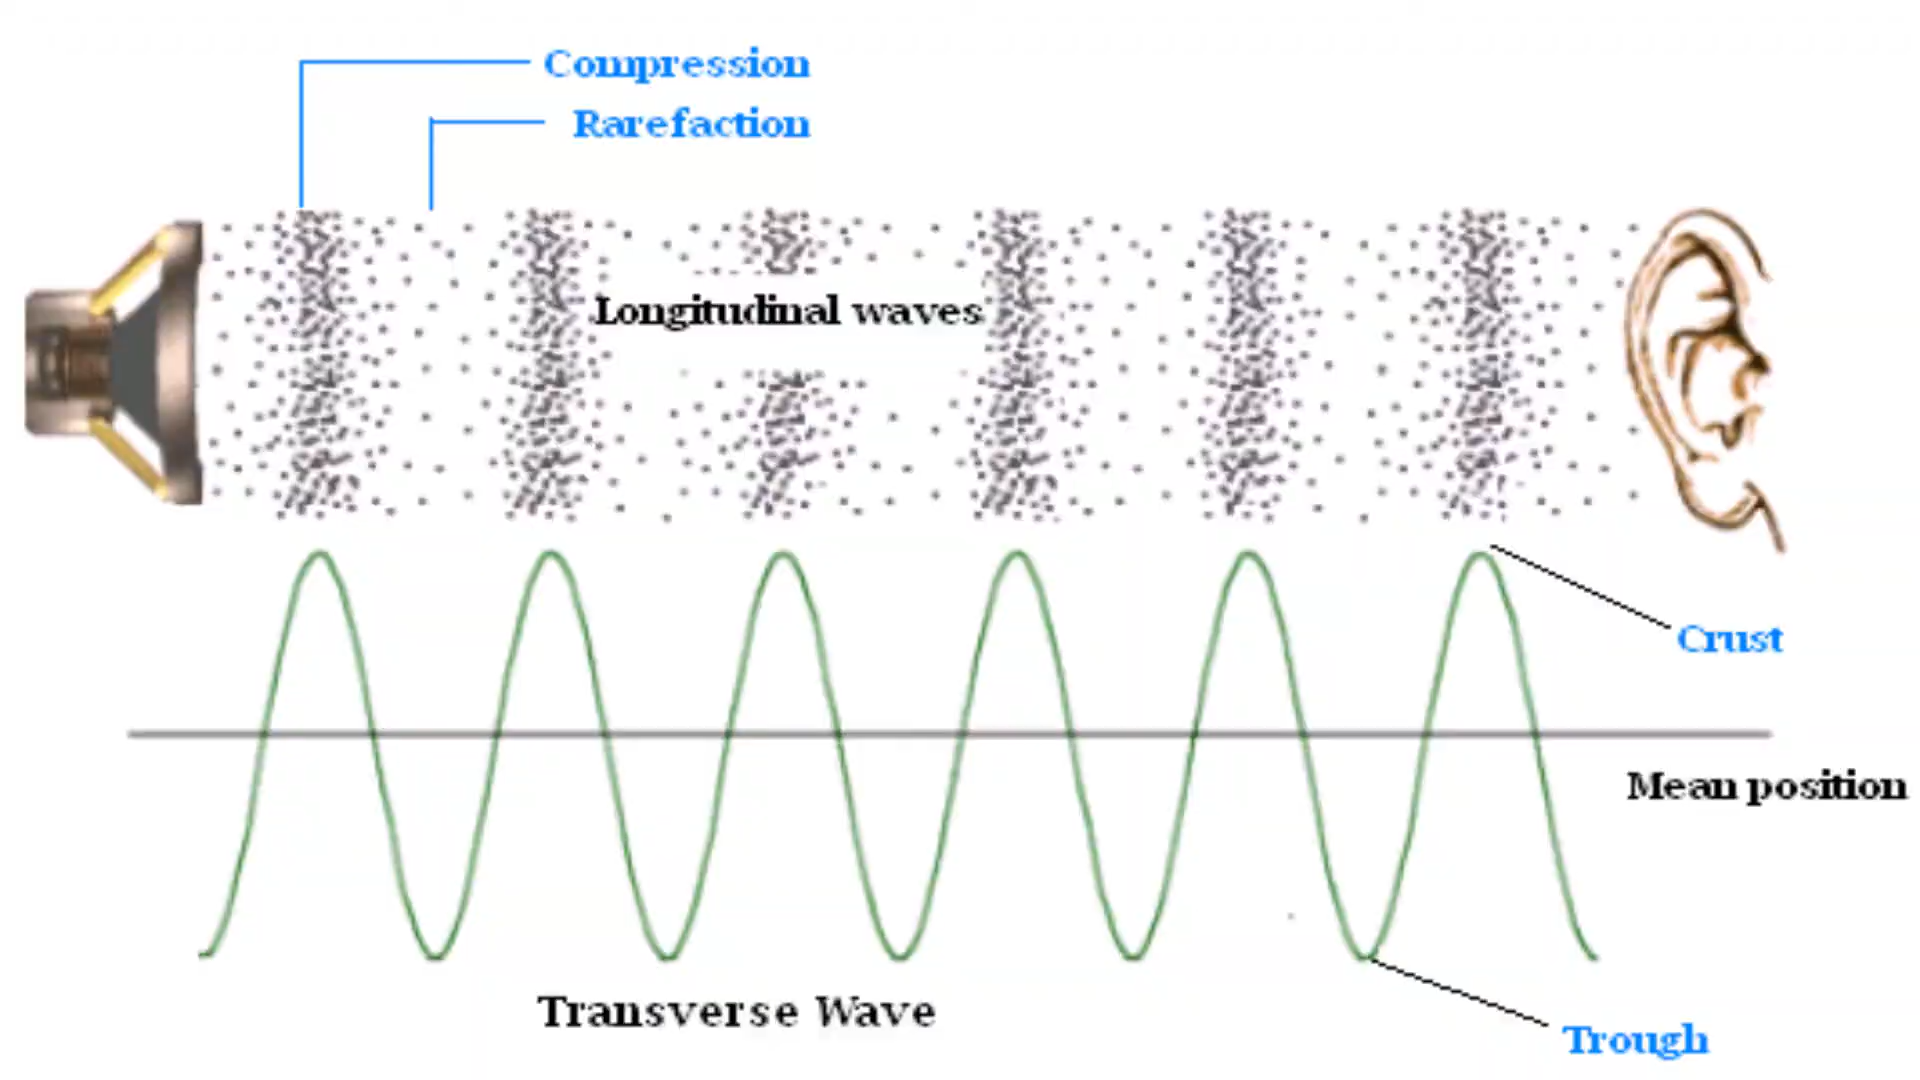 Compression
Rarefaction
Longitudinal waves
Crust
Mean position
Transverse Wave
Trough